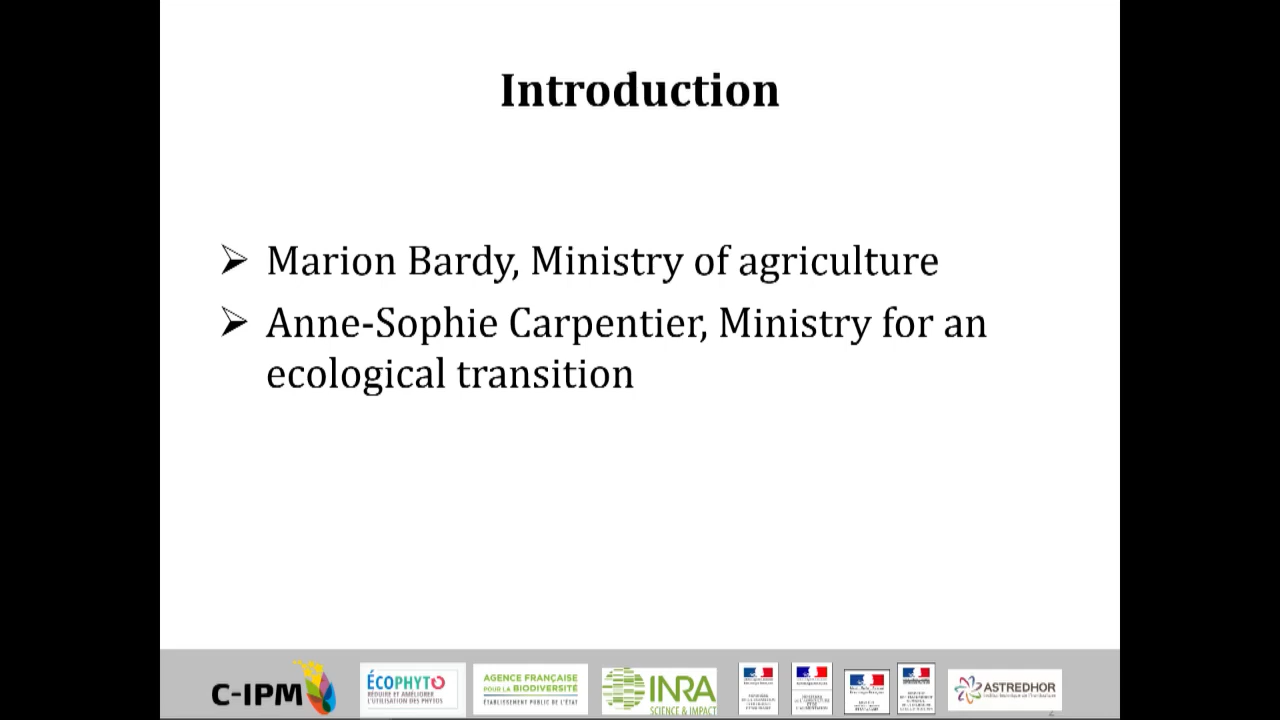 Introduction
Marion Bardy, Ministry of agriculture
Anne-Sophie Carpentier, Ministry for an
ecological transition
C-IPM
ÉCOPHYTO
RÉDUIRE ET AMÉLIORER
L'UTILISATION DES PHYTOS
AGENCE FRANÇAISE
POUR LA BIODIVERSITÉ
ÉTABLISSEMENT PUBLIC DE L'ÉTAT
INRA
SCIENCE & IMPACT
ASTREDHOR
2